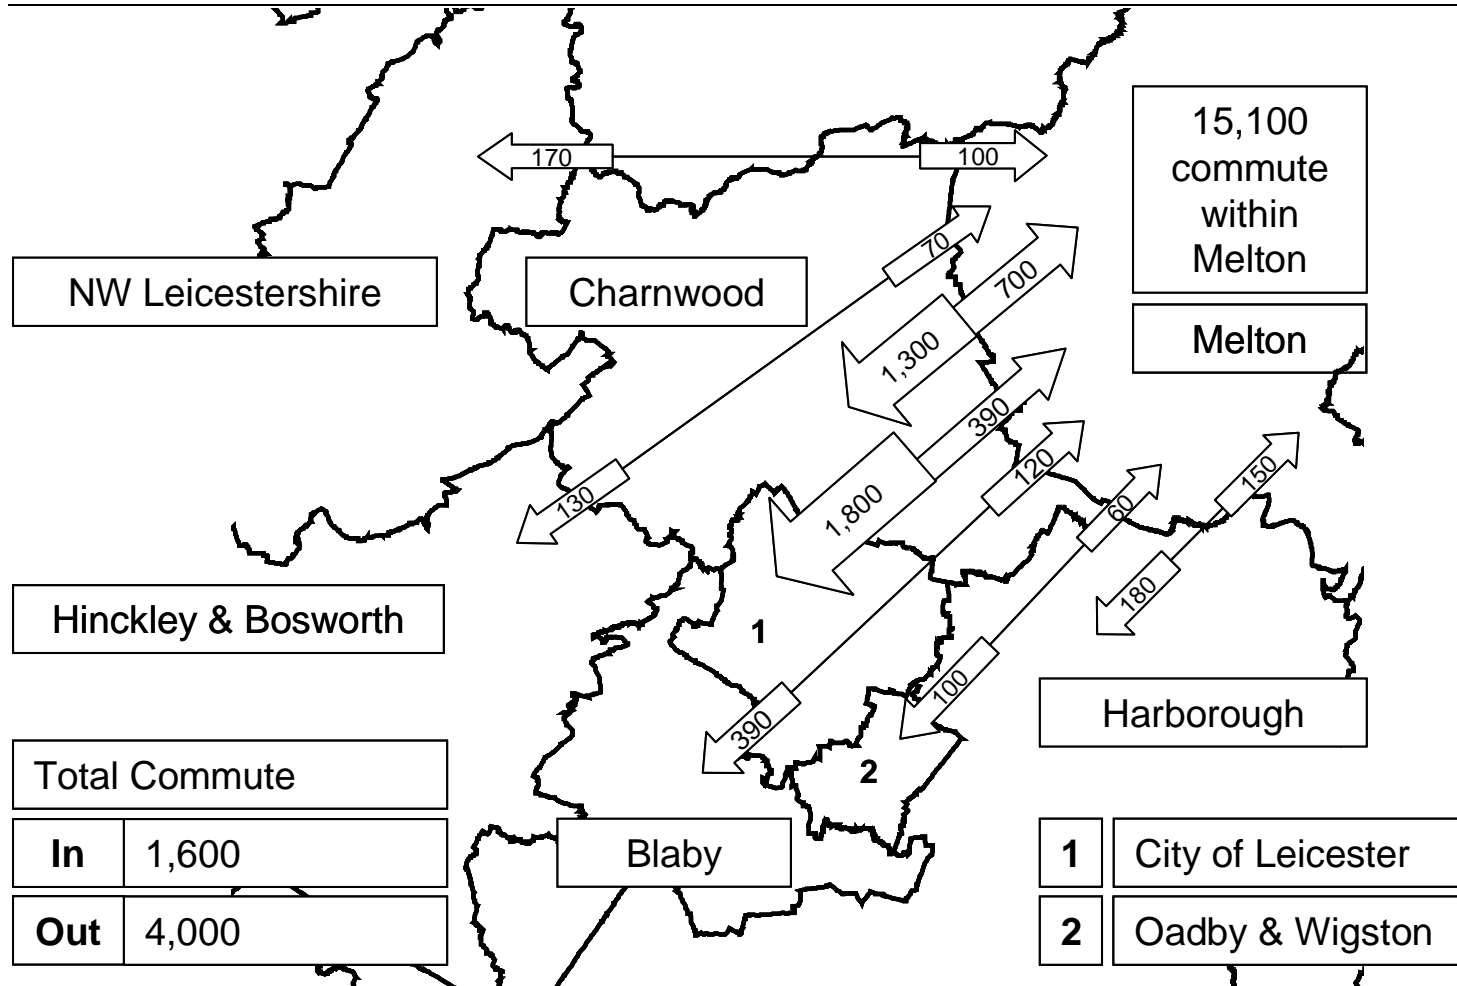 15,100
commute
within
Melton
170
100
70
700
NW Leicestershire
Charnwood
1,300
Melton
390
120
150
130
1,800
60
180
Hinckley & Bosworth
1
100
Harborough
390
2
Total Commute
In 1,600
Blaby
1 City of Leicester
Out 4,000
2 Oadby & Wigston